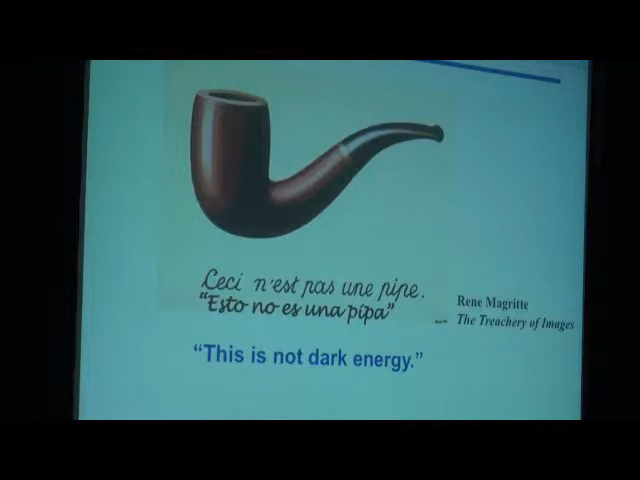 Ceci n'est pas une pipe.
"Esto no es una pipa"
Rene Magritte
The Treachery of Images
“This is not dark energy.”